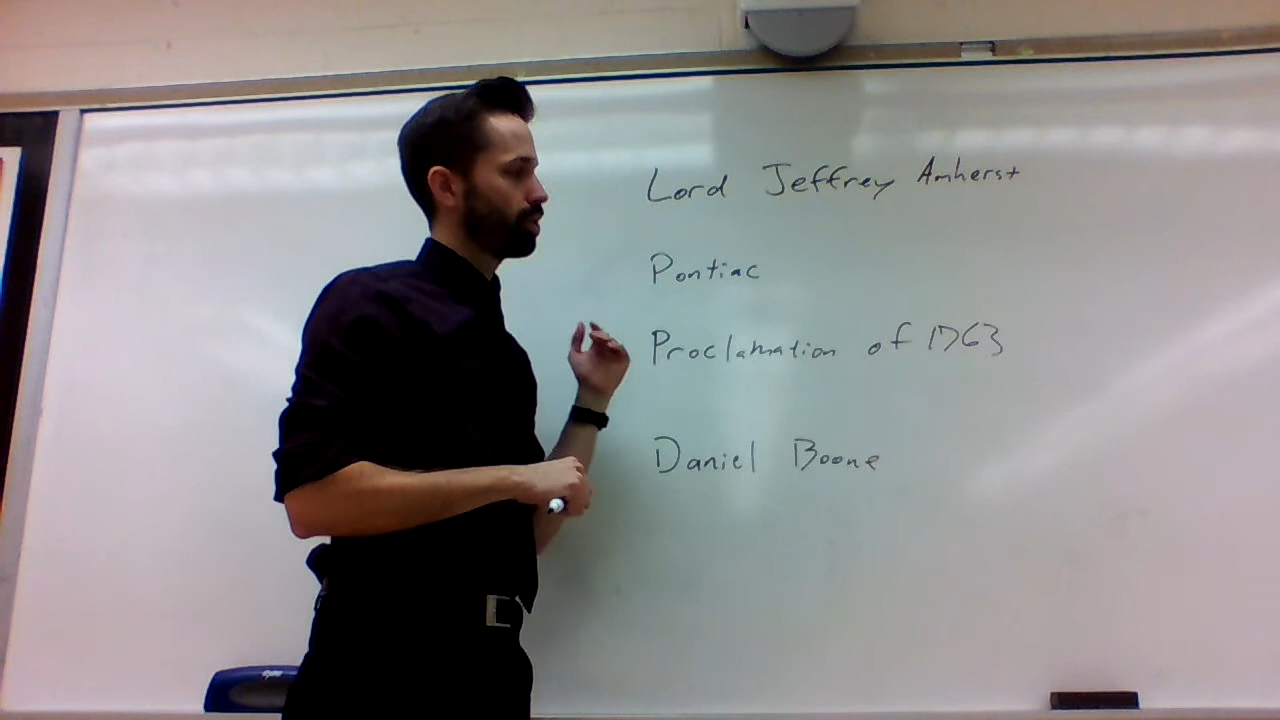 Lord Jeffrey Amherst
Pontiac
Proclamation of 1763
Daniel Boone